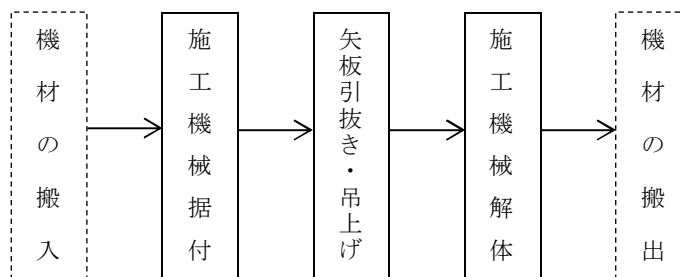 機材の搬入
施工機械据付
矢板引抜き・吊上げ
施工機械解体
機材の搬出